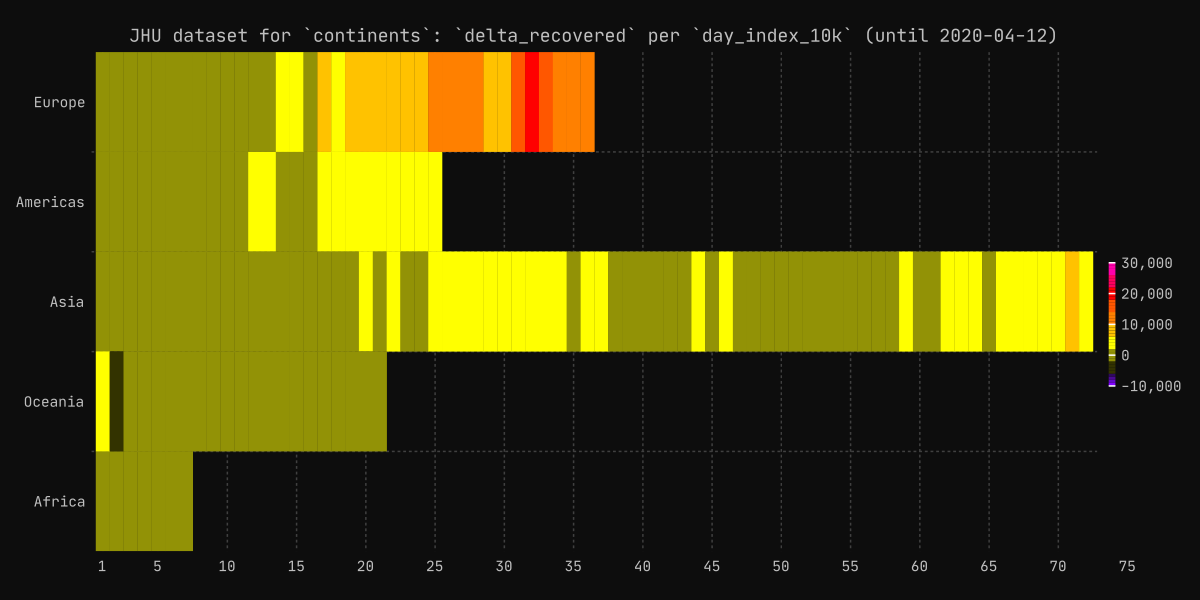 JHU dataset for `continents`: `delta_recovered` per `day_index_10k` (until 2020-04-12)
Europe
Americas
Asia
Oceania
Africa
30,000
20,000
10,000
0
-10,000
1 5 10 15 20 25 30 35 40 45 50 55 60 65 70 75